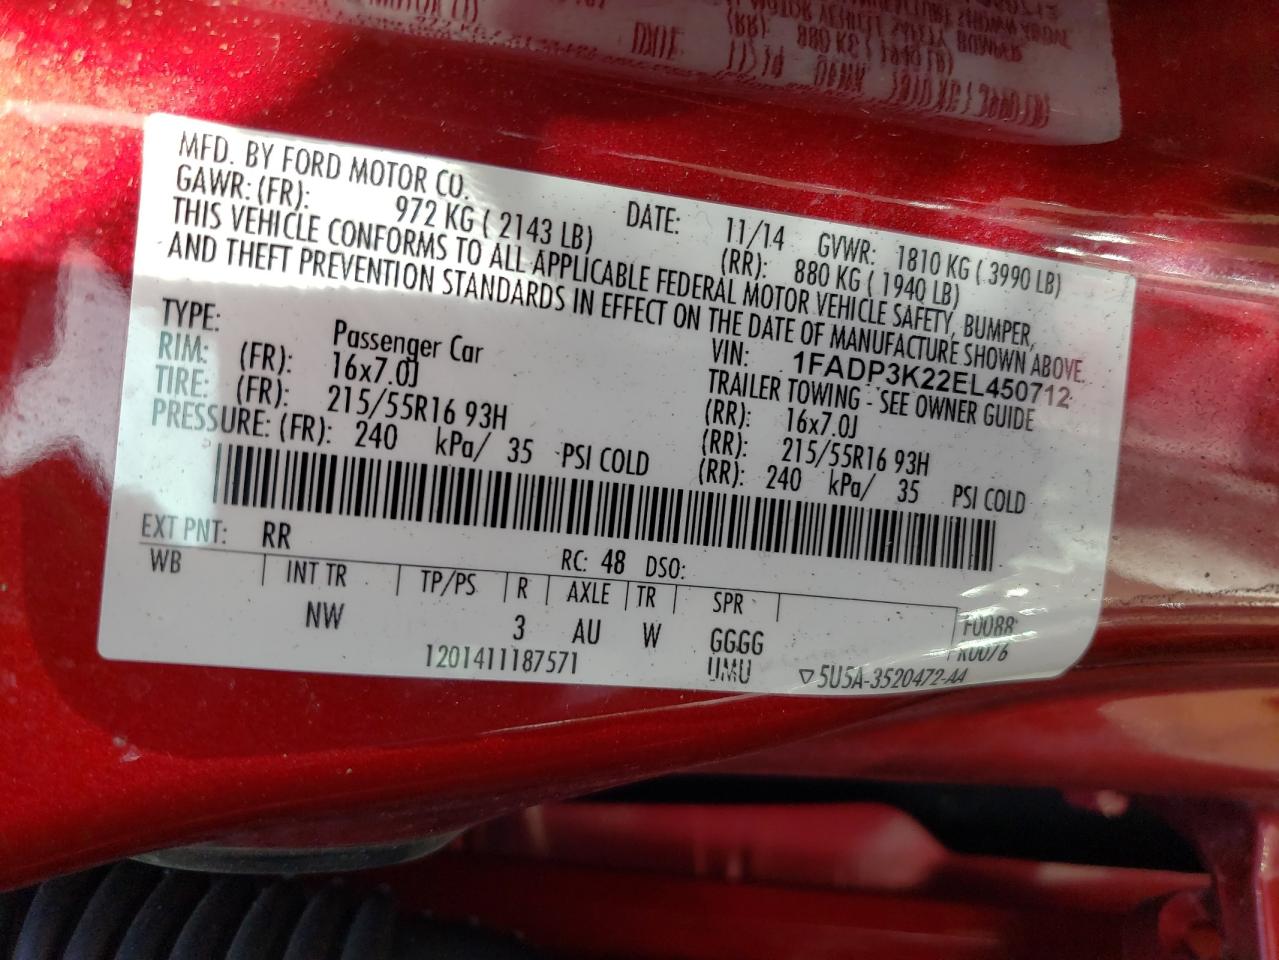 MFD. BY FORD MOTOR CO. DATE: 11/14 GVWR: 1810 KG ( 3990 LB)
GAWR: (FR): 972 KG ( 2143 LB) (RR): 880 KG ( 1940 LB)
THIS VEHICLE CONFORMS TO ALL APPLICABLE FEDERAL MOTOR VEHICLE SAFETY, BUMPER,
AND THEFT PREVENTION STANDARDS IN EFFECT ON THE DATE OF MANUFACTURE SHOWN ABOVE.
VIN: 1FADP3K22EL450712
TYPE: Passenger Car TRAILER TOWING - SEE OWNER GUIDE
RIM: (FR): 16x7.0J (RR): 16x7.0J
TIRE: (FR): 215/55R16 93H (RR): 215/55R16 93H
PRESSURE: (FR): 240 kPa/ 35 PSI COLD (RR): 240 kPa/ 35 PSI COLD
EXT PNT: RR RC: 48 DSO:
WB INT TR TP/PS R AXLE TR SPR
NW 3 AU W GGGG F0088
1201411187571 UMU R0076
▽5U5A-3520472-AA